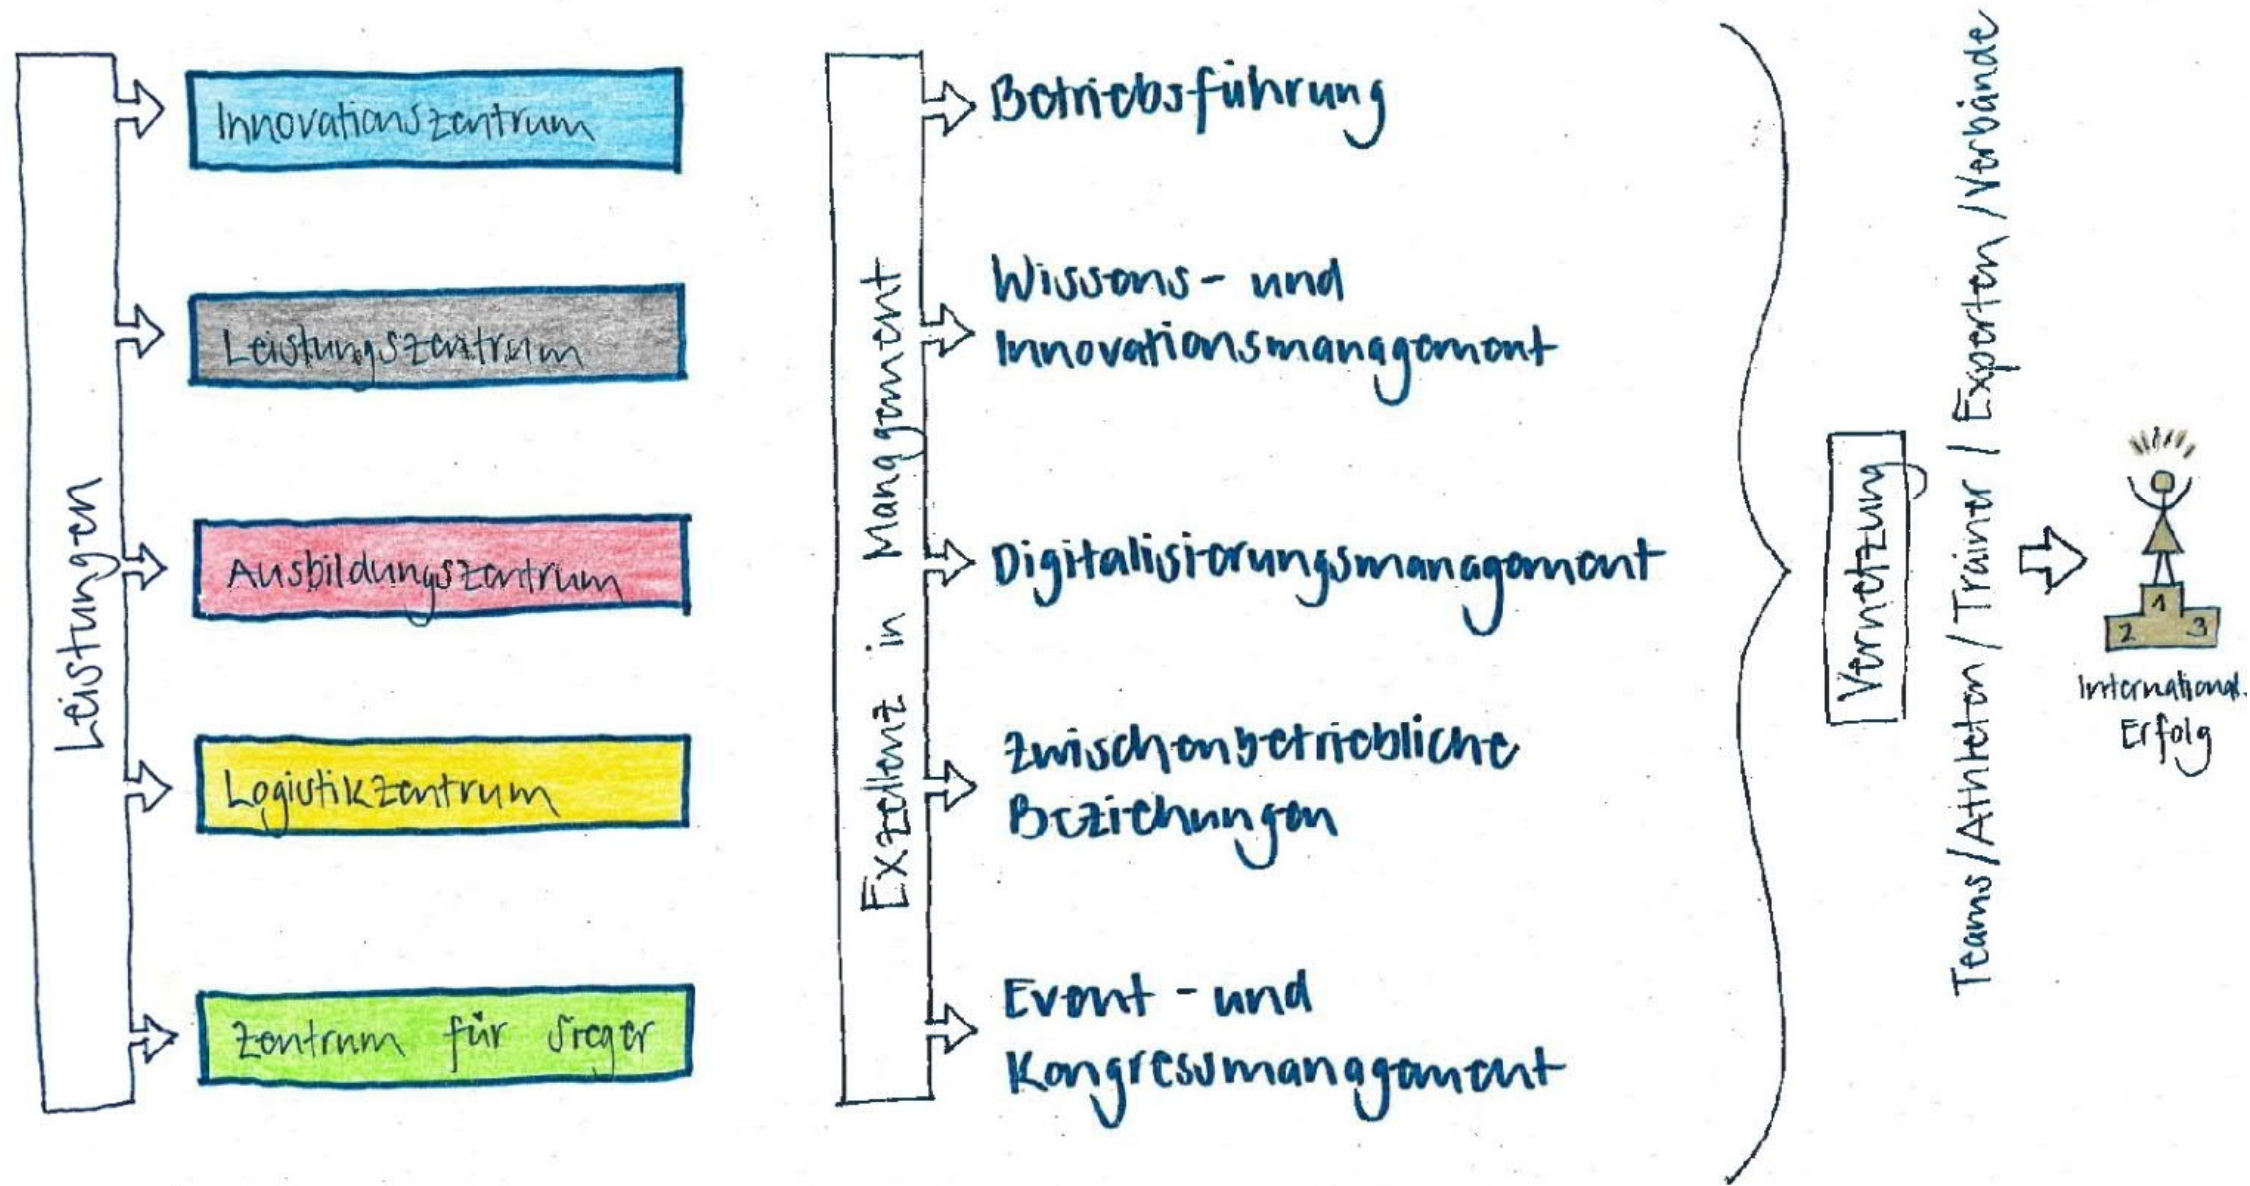 Leistungen
Innovationszentrum
Leistungszentrum
Ausbildungszentrum
Logistikzentrum
Zentrum für Sieger
Exzellenz in Management
Betriebsführung
Wissens- und
Innovationsmanagement
Digitalisierungsmanagement
Zwischenbetriebliche
Beziehungen
Event- und
Kongressmanagement
Vernetzung
Teams/Athleten/Trainer/Experten/Verbände
1
2 3
International.
Erfolg